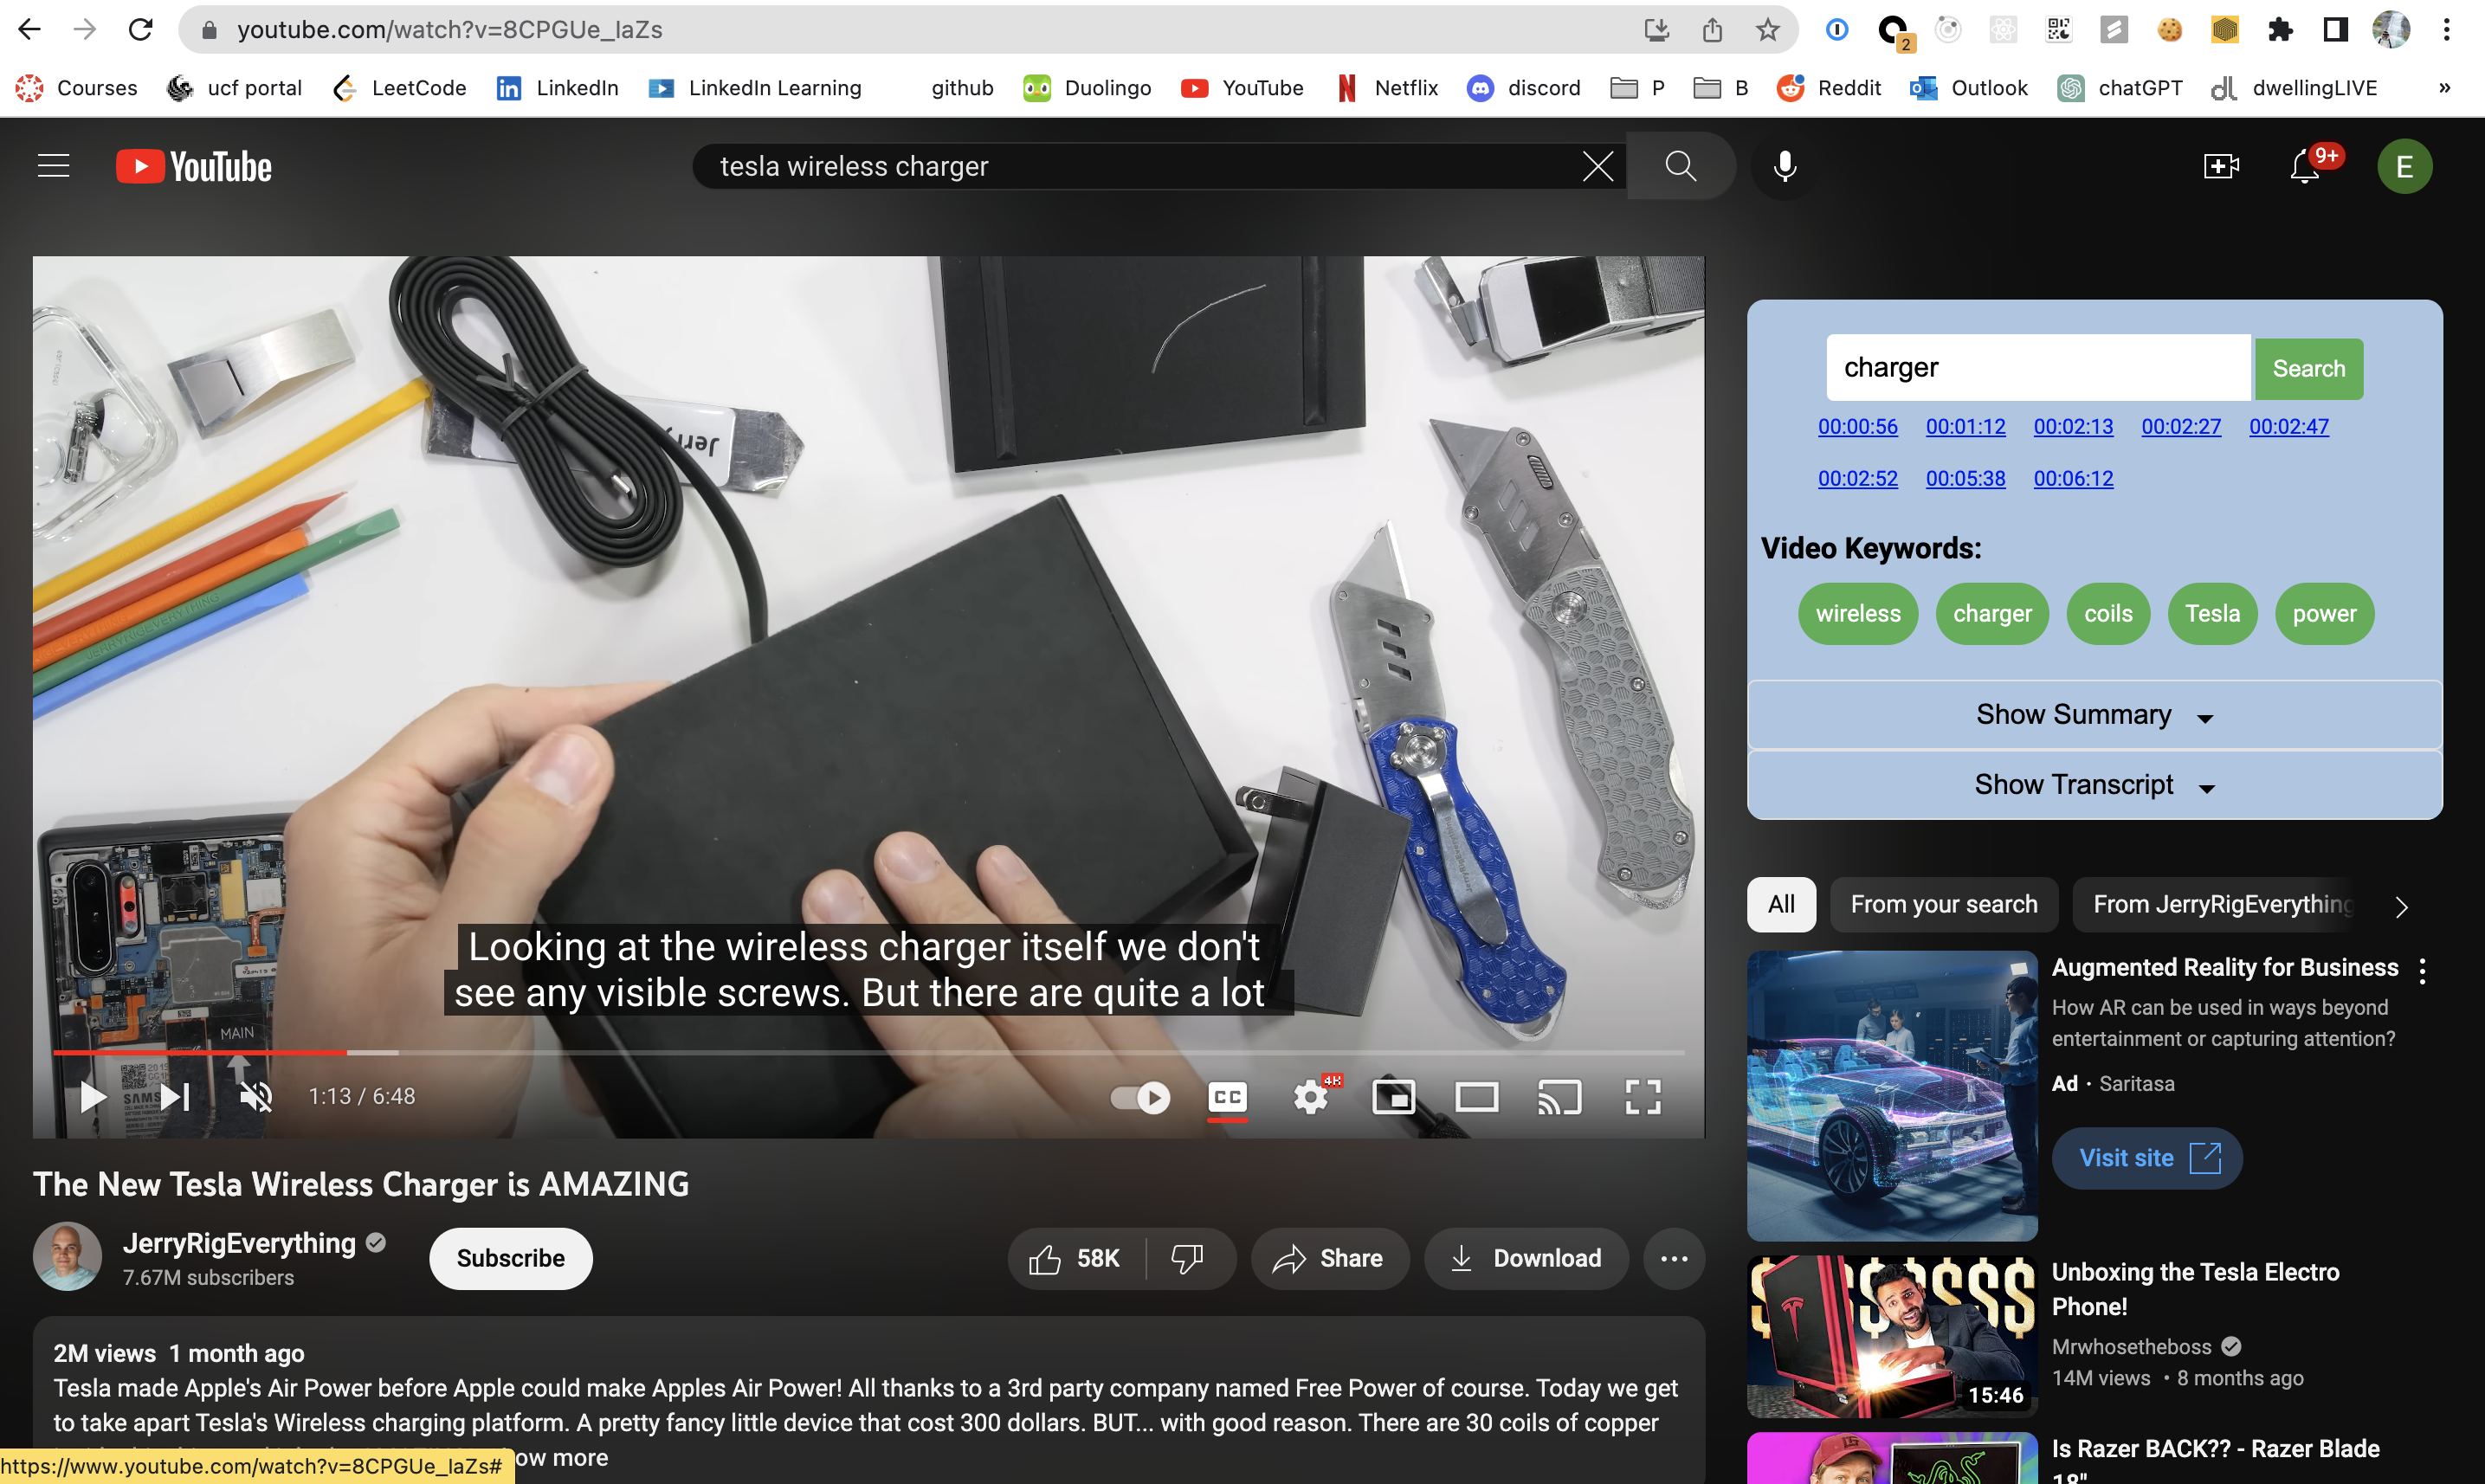 youtube.com/watch?v=8CPGUe_IaZs
2
Courses ucf portal LeetCode LinkedIn LinkedIn Learning github Duolingo YouTube Netflix discord P B Reddit Outlook chatGPT dwellingLIVE »
YouTube
tesla wireless charger
9+
E
charger
Search
00:00:56 00:01:12 00:02:13 00:02:27 00:02:47
00:02:52 00:05:38 00:06:12
Video Keywords:
wireless charger coils Tesla power
Show Summary
Show Transcript
MAIN
Looking at the wireless charger itself we don't
see any visible screws. But there are quite a lot
1:13 / 6:48
CC
4K
The New Tesla Wireless Charger is AMAZING
JerryRigEverything
7.67M subscribers
Subscribe
58K
Share
Download
2M views 1 month ago
Tesla made Apple's Air Power before Apple could make Apples Air Power! All thanks to a 3rd party company named Free Power of course. Today we get
to take apart Tesla's Wireless charging platform. A pretty fancy little device that cost 300 dollars. BUT... with good reason. There are 30 coils of copper
ow more
https://www.youtube.com/watch?v=8CPGUe_IaZs#
All
From your search
From JerryRigEverything
Augmented Reality for Business
How AR can be used in ways beyond
entertainment or capturing attention?
Ad • Saritasa
Visit site
15:46
Unboxing the Tesla Electro
Phone!
Mrwhosetheboss
14M views • 8 months ago
Is Razer BACK?? - Razer Blade
18"